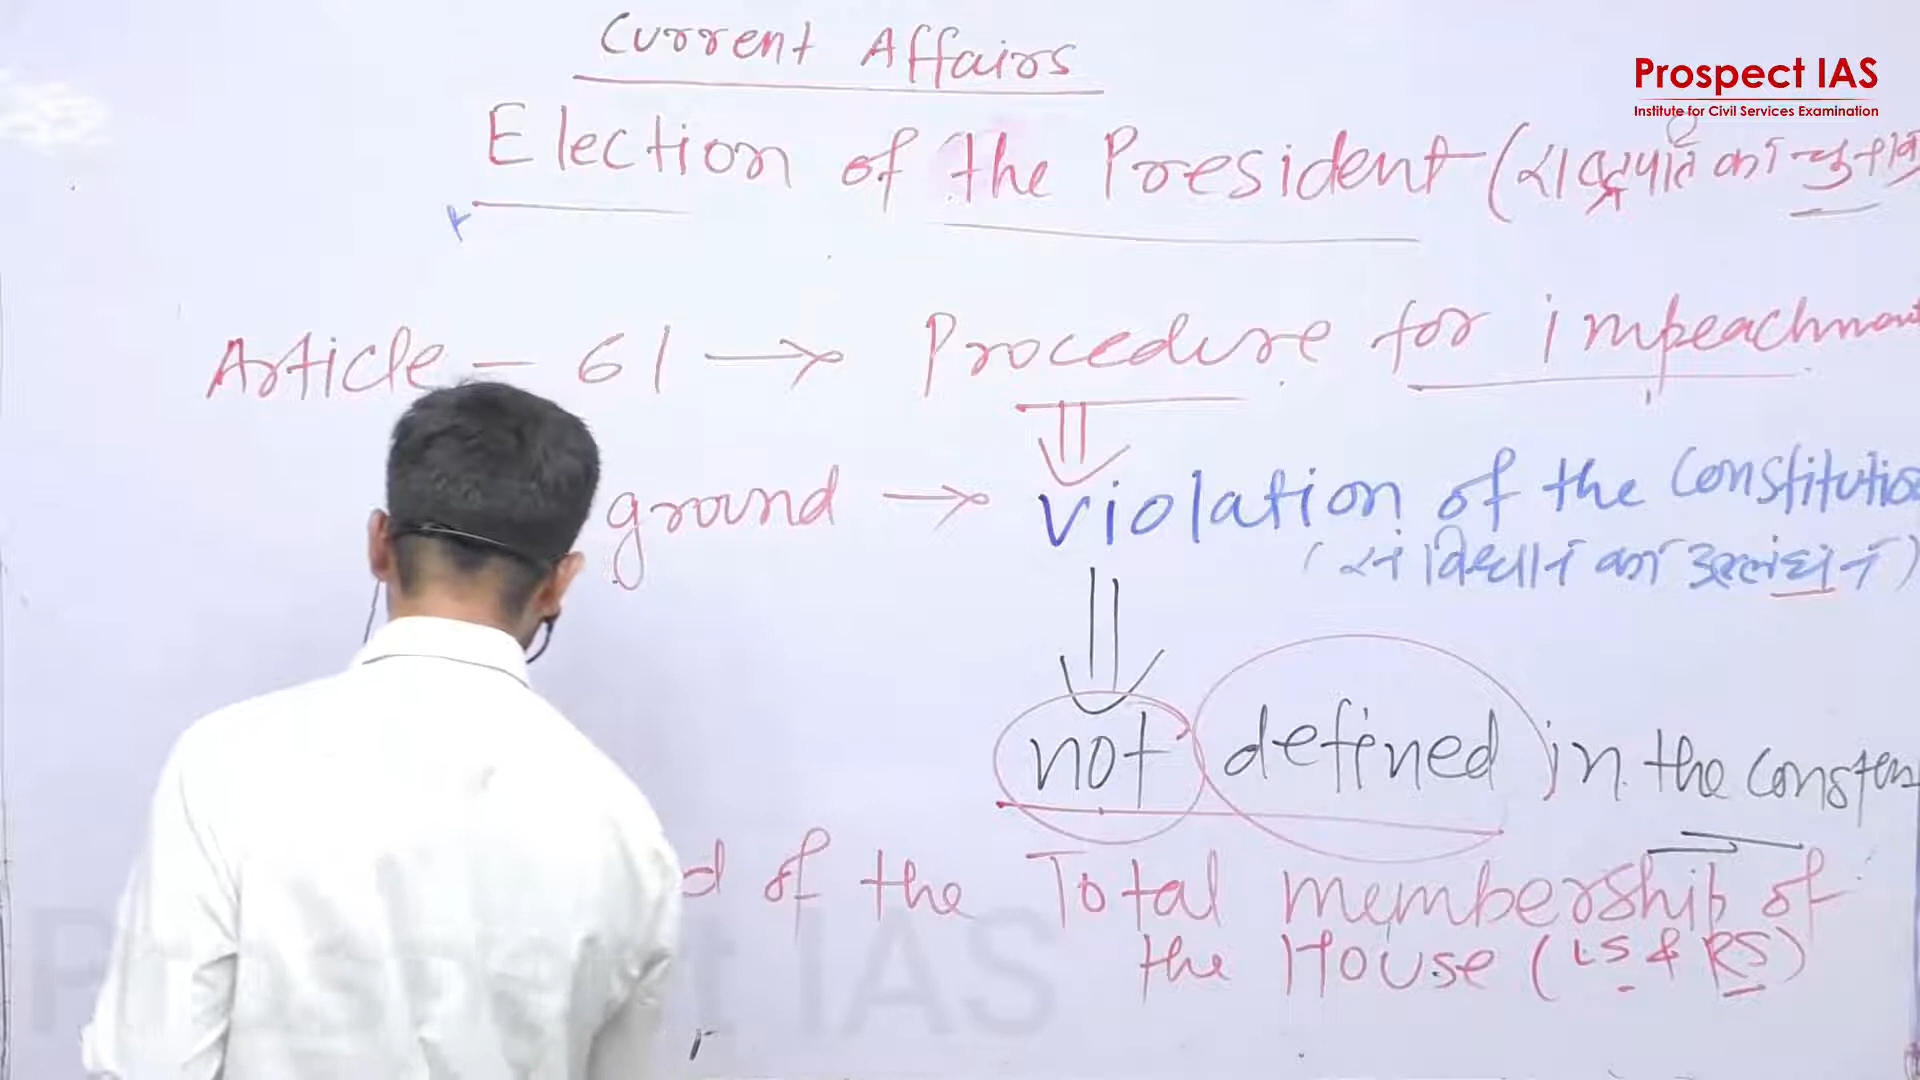 Current Affairs
Prospect IAS
Institute for Civil Services Examination
Election of the President (राष्ट्रपति का चुनाव
Article - 61 → Procedure for impeachment
ground → violation of the Constitution
(संविधान का उल्लंघन)
not defined in the
d of the Total membership of
the House (LS & RS)
Prospect IAS